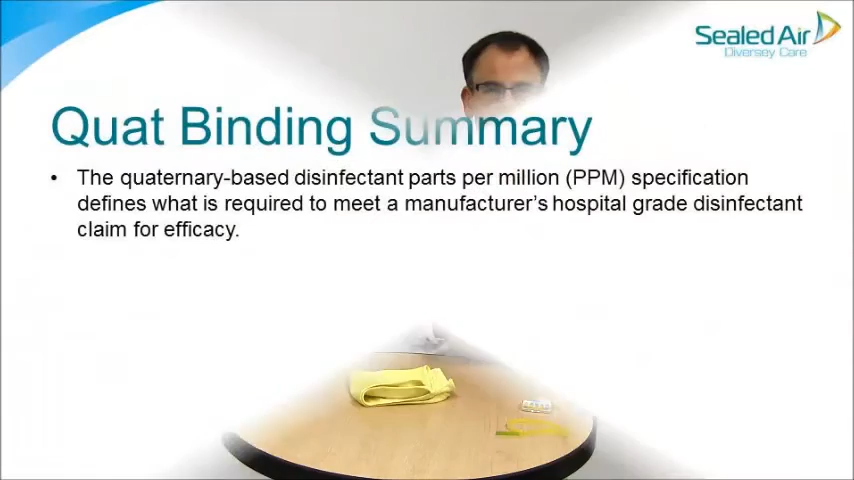 Sealed Air
Diversey Care
Quat Binding Summary
• The quaternary-based disinfectant parts per million (PPM) specification
defines what is required to meet a manufacturer's hospital grade disinfectant
claim for efficacy.